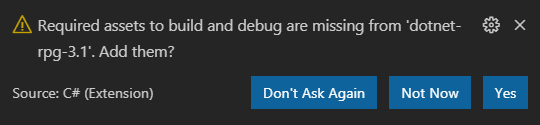 Required assets to build and debug are missing from 'dotnet-
rpg-3.1'. Add them?
Source: C# (Extension)
Don't Ask Again
Not Now
Yes